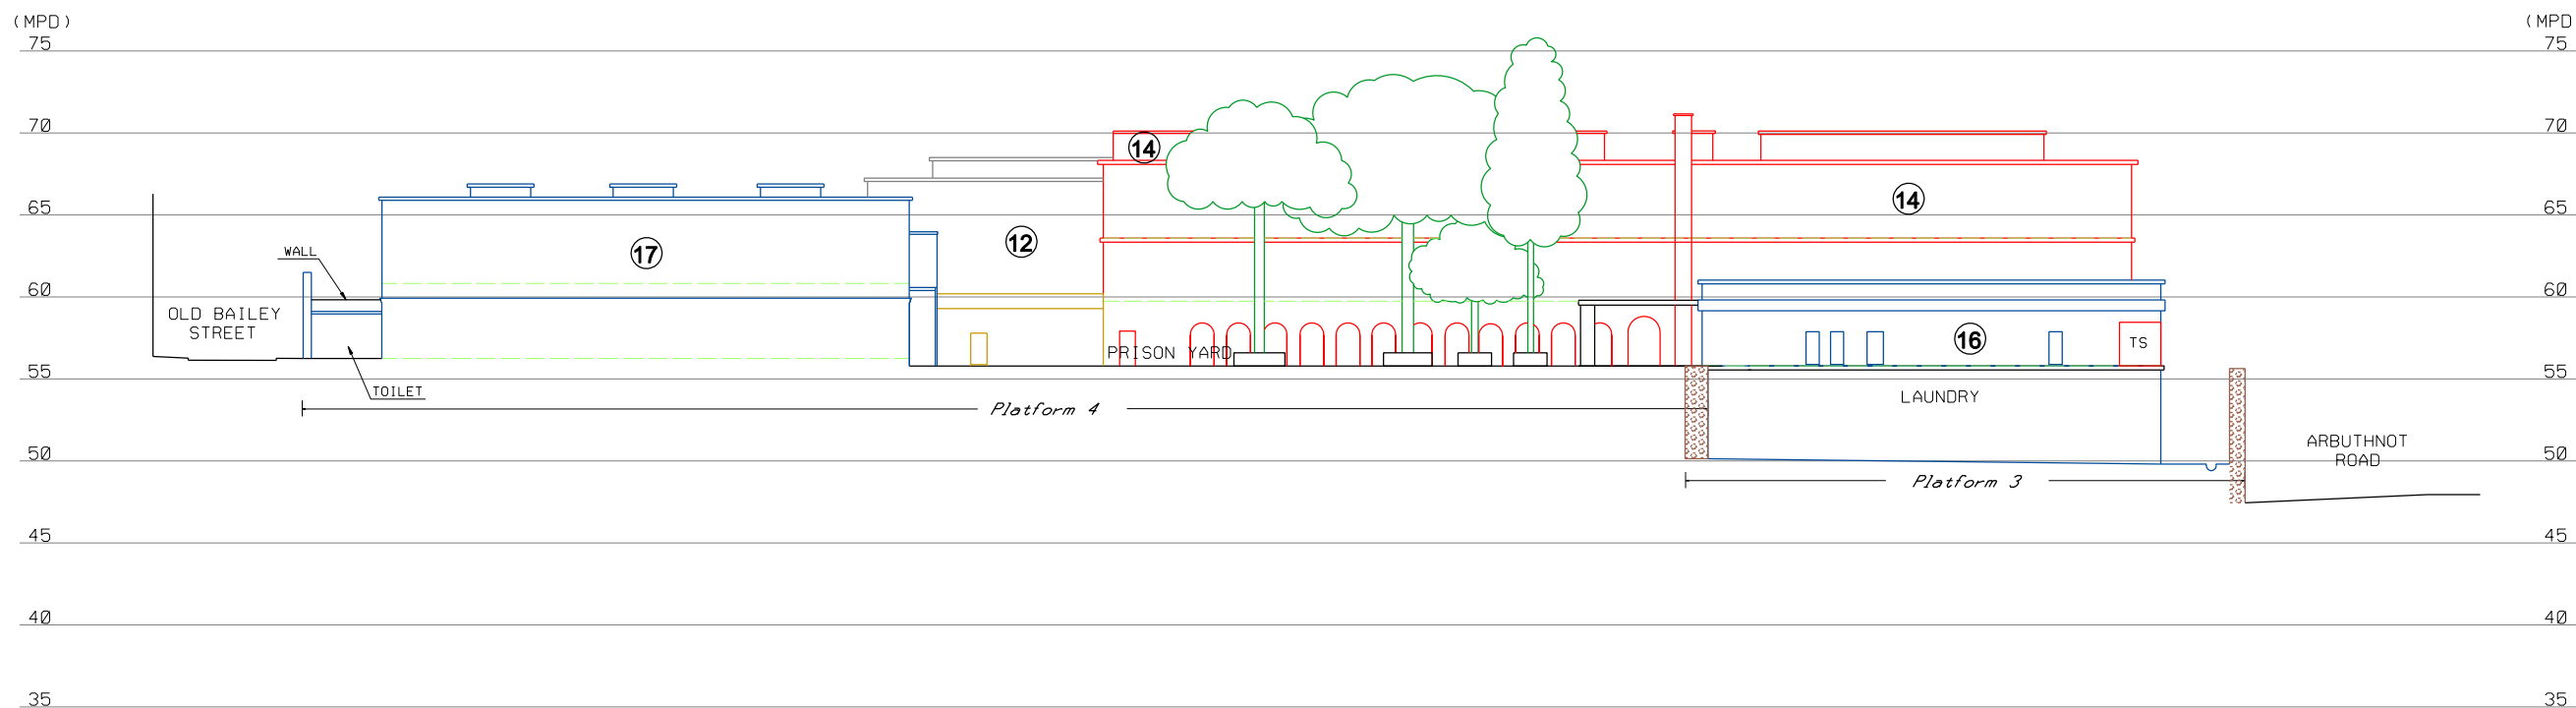 (MPD) (MPD
75 75
70 70
14
65 14 65
12
WALL 17
60 60
OLD BAILEY
STREET
16 TS
PRISON YARD
55 55
TOILET
LAUNDRY
Platform 4
ARBUTHNOT
ROAD
50 50
Platform 3
45 45
40 40
35 35